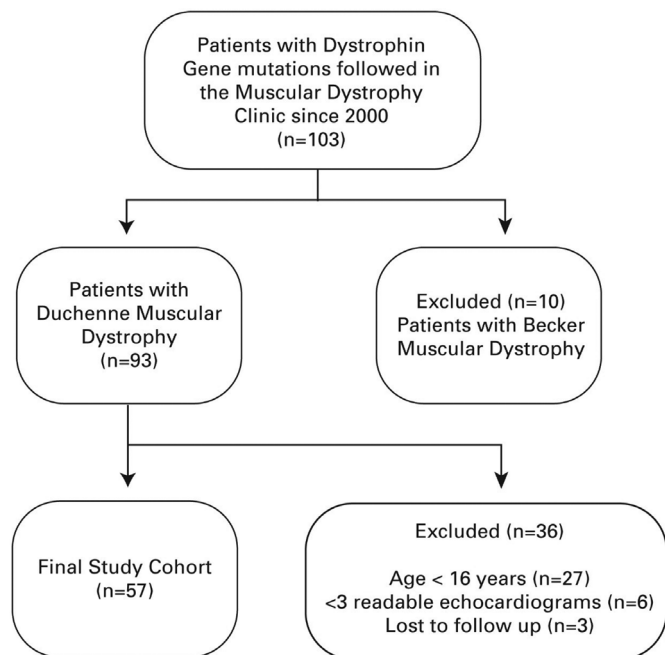 Patients with Dystrophin
Gene mutations followed in
the Muscular Dystrophy
Clinic since 2000
(n=103)
Patients with
Duchenne Muscular
Dystrophy
(n=93)
Excluded (n=10)
Patients with Becker
Muscular Dystrophy
Final Study Cohort
(n=57)
Excluded (n=36)
Age < 16 years (n=27)
<3 readable echocardiograms (n=6)
Lost to follow up (n=3)